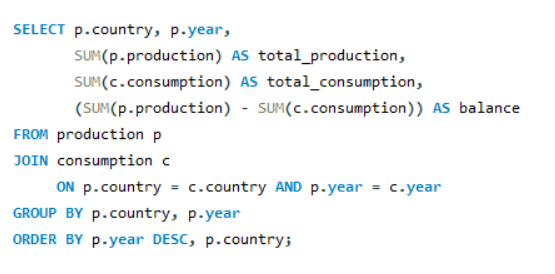 SELECT p.country, p.year,
       SUM(p.production) AS total_production,
       SUM(c.consumption) AS total_consumption,
       (SUM(p.production) - SUM(c.consumption)) AS balance
FROM production p
JOIN consumption c
     ON p.country = c.country AND p.year = c.year
GROUP BY p.country, p.year
ORDER BY p.year DESC, p.country;